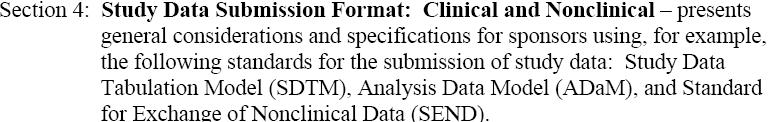 Section 4: Study Data Submission Format: Clinical and Nonclinical – presents
general considerations and specifications for sponsors using, for example,
the following standards for the submission of study data: Study Data
Tabulation Model (SDTM), Analysis Data Model (ADaM), and Standard
for Exchange of Nonclinical Data (SEND).